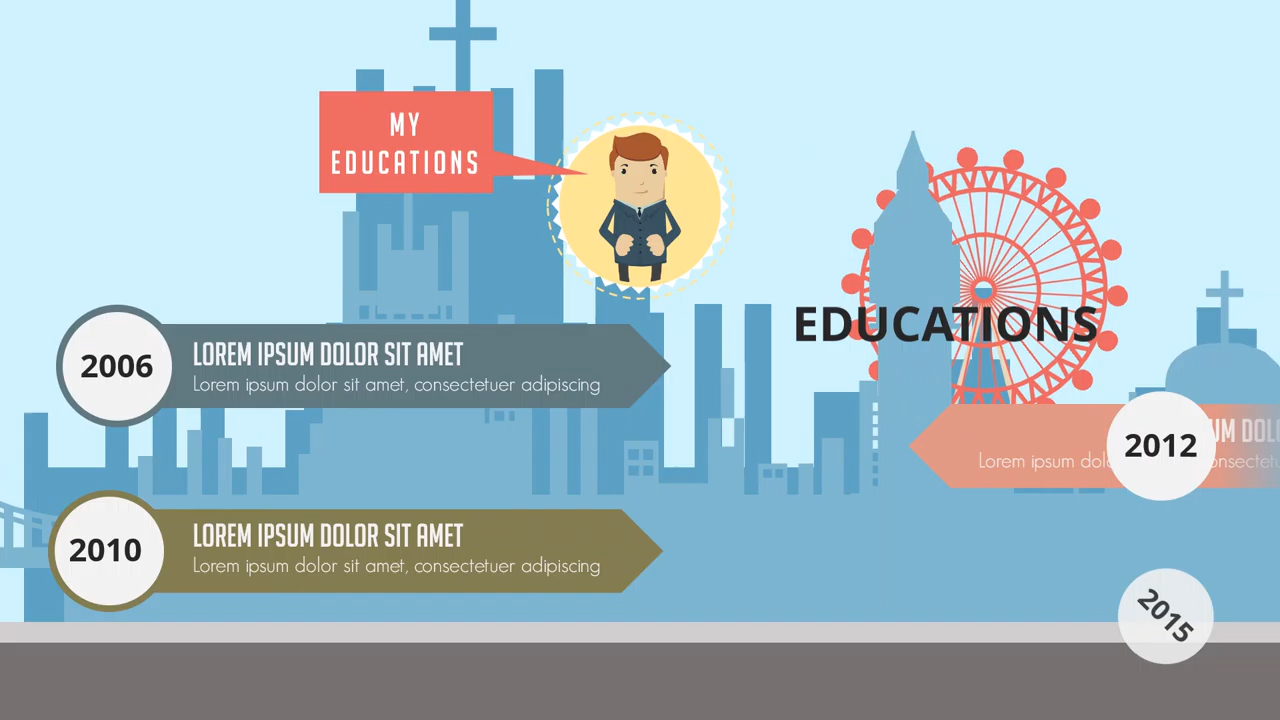 MY
EDUCATIONS
EDUCATIONS
2006
LOREM IPSUM DOLOR SIT AMET
Lorem ipsum dolor sit amet, consectetuer adipiscing
2012
Lorem ipsum
2010
LOREM IPSUM DOLOR SIT AMET
Lorem ipsum dolor sit amet, consectetuer adipiscing
2015